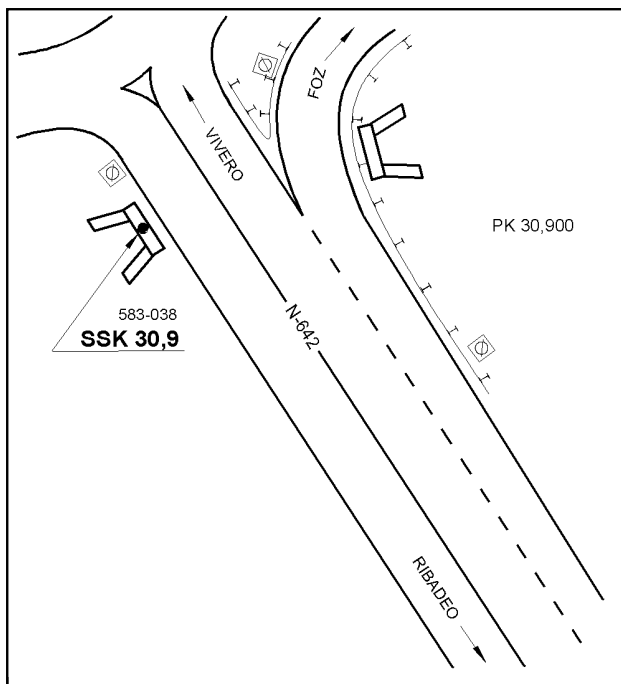 FOZ
VIVERO
PK 30,900
583-038
SSK 30,9
N-642
RIBADEO